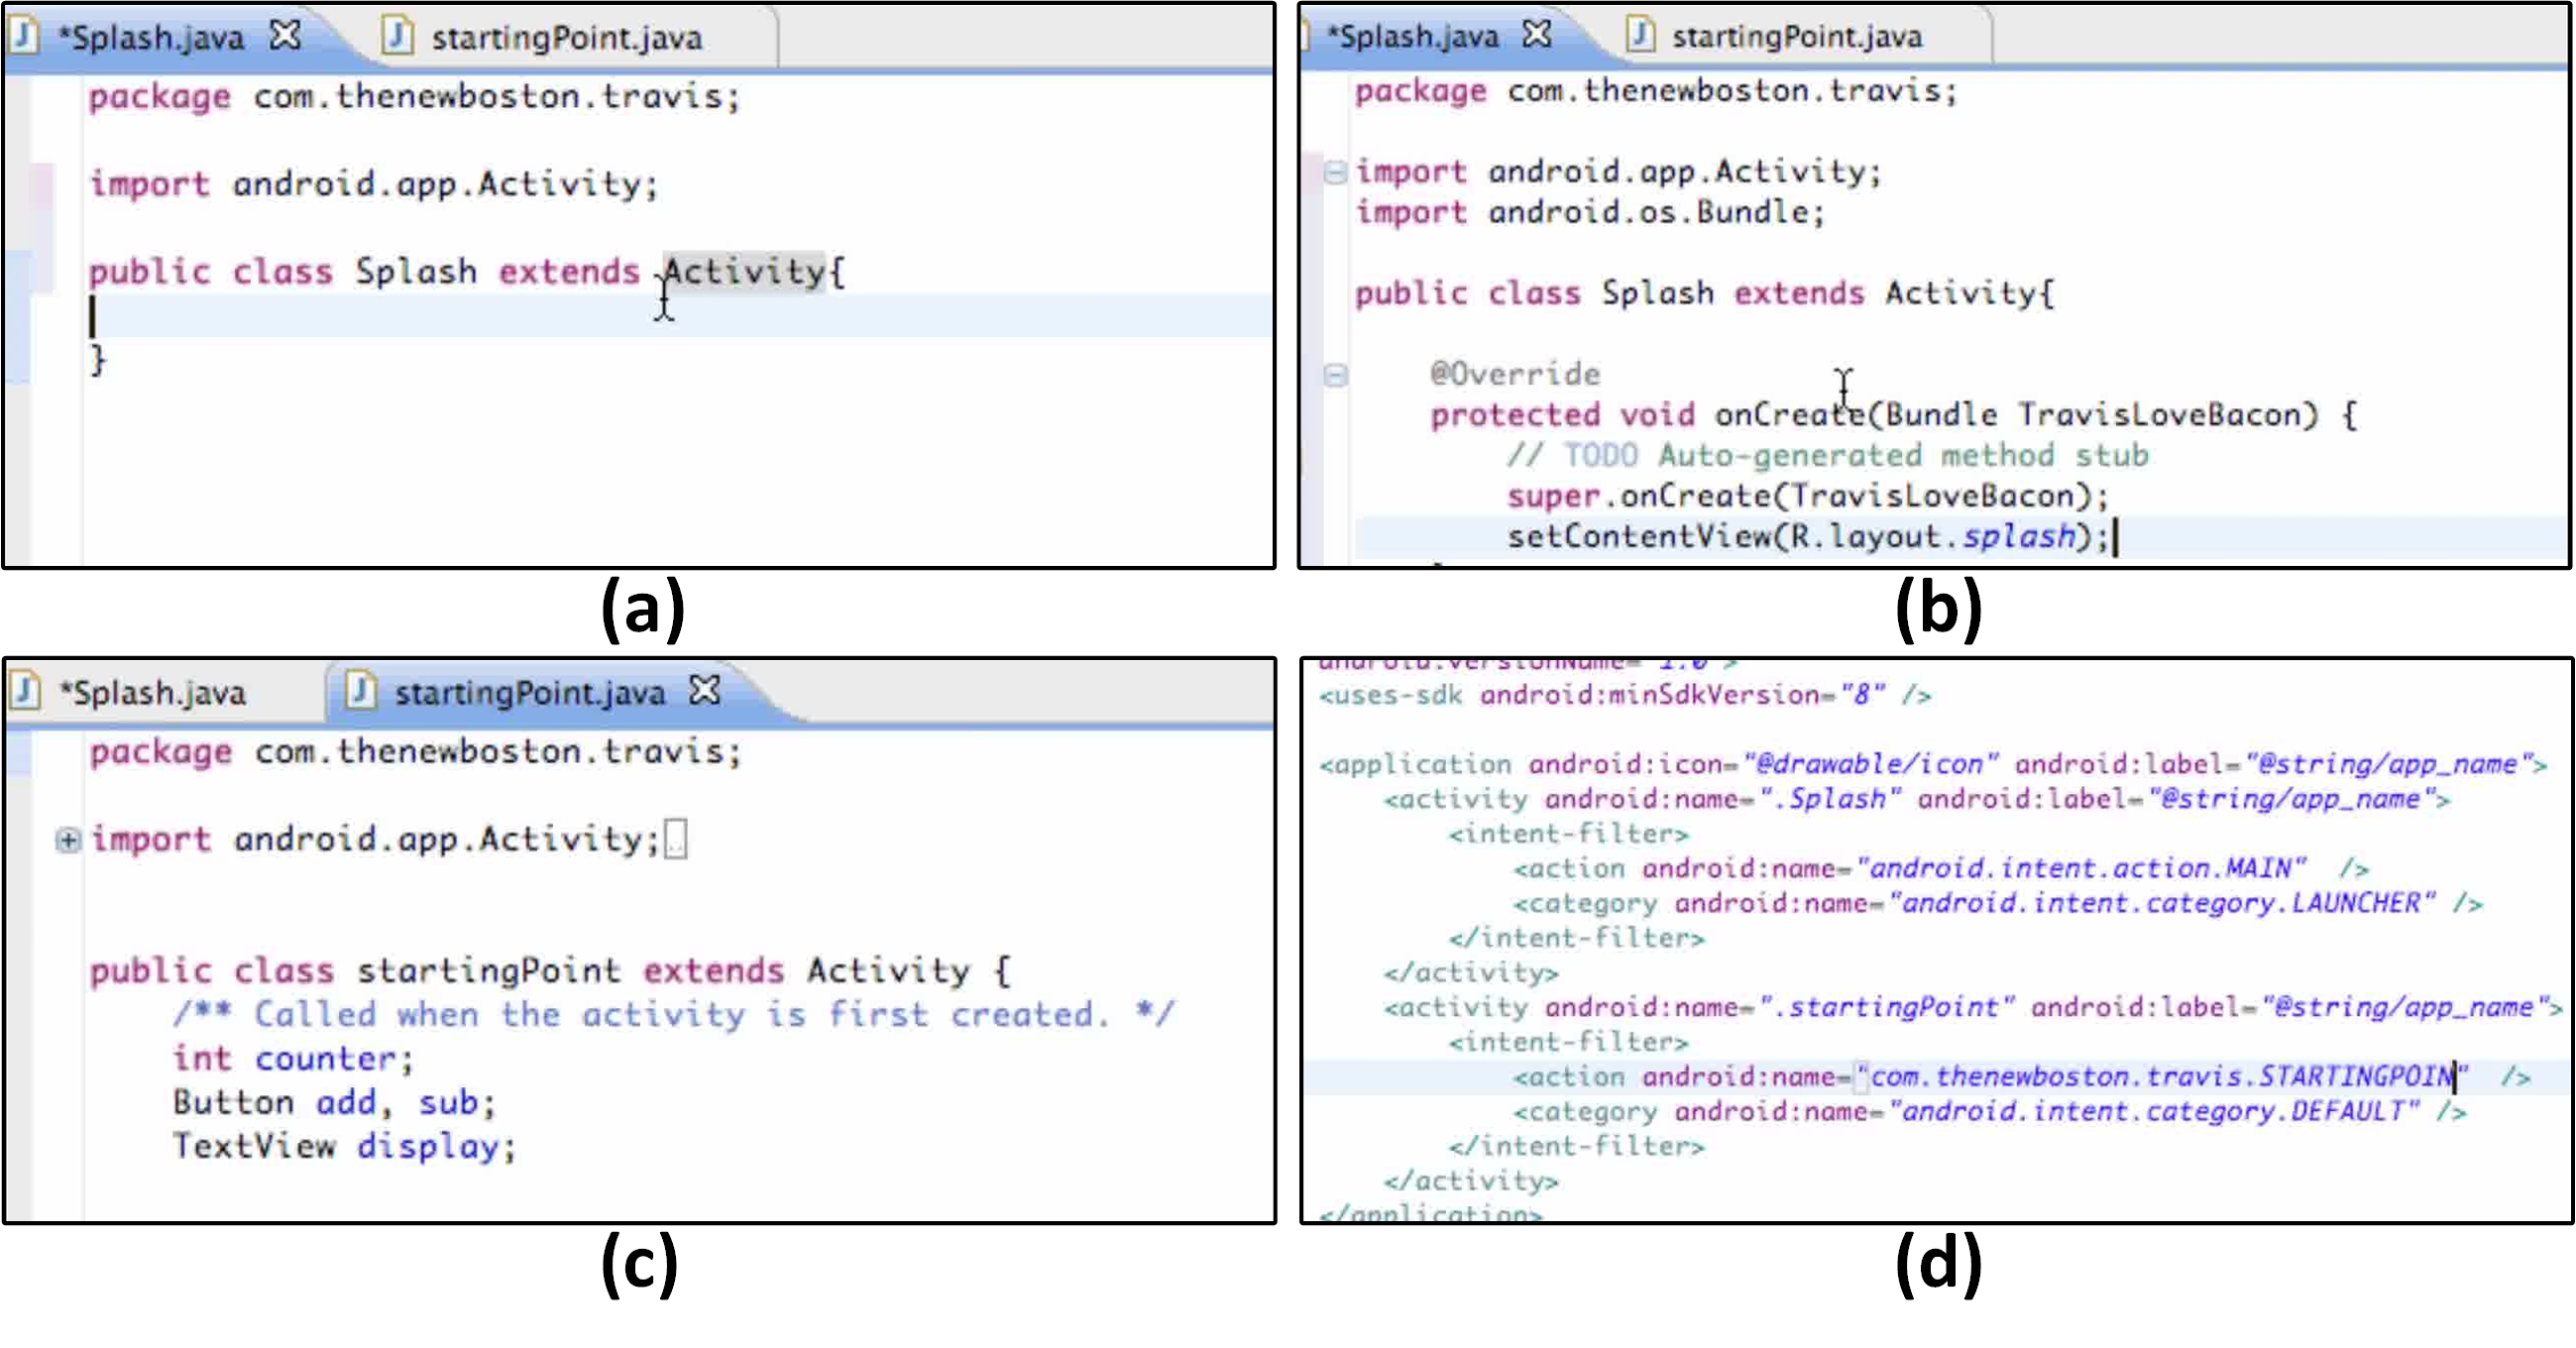 *Splash.java startingPoint.java
package com.thenewboston.travis;
import android.app.Activity;
public class Splash extends Activity{
}
(a)
*Splash.java startingPoint.java
package com.thenewboston.travis;
import android.app.Activity;
import android.os.Bundle;
public class Splash extends Activity{
@Override
protected void onCreate(Bundle TravisLoveBacon) {
// TODO Auto-generated method stub
super.onCreate(TravisLoveBacon);
setContentView(R.layout.splash);
(b)
*Splash.java startingPoint.java
package com.thenewboston.travis;
import android.app.Activity;
public class startingPoint extends Activity {
/** Called when the activity is first created. */
int counter;
Button add, sub;
TextView display;
(c)
android:versionName="1.0">
<uses-sdk android:minSdkVersion="8" />
<application android:icon="@drawable/icon" android:label="@string/app_name">
<activity android:name=".Splash" android:label="@string/app_name">
<intent-filter>
<action android:name="android.intent.action.MAIN" />
<category android:name="android.intent.category.LAUNCHER" />
</intent-filter>
</activity>
<activity android:name=".startingPoint" android:label="@string/app_name">
<intent-filter>
<action android:name="com.thenewboston.travis.STARTINGPOIN" />
<category android:name="android.intent.category.DEFAULT" />
</intent-filter>
</activity>
</application>
(d)